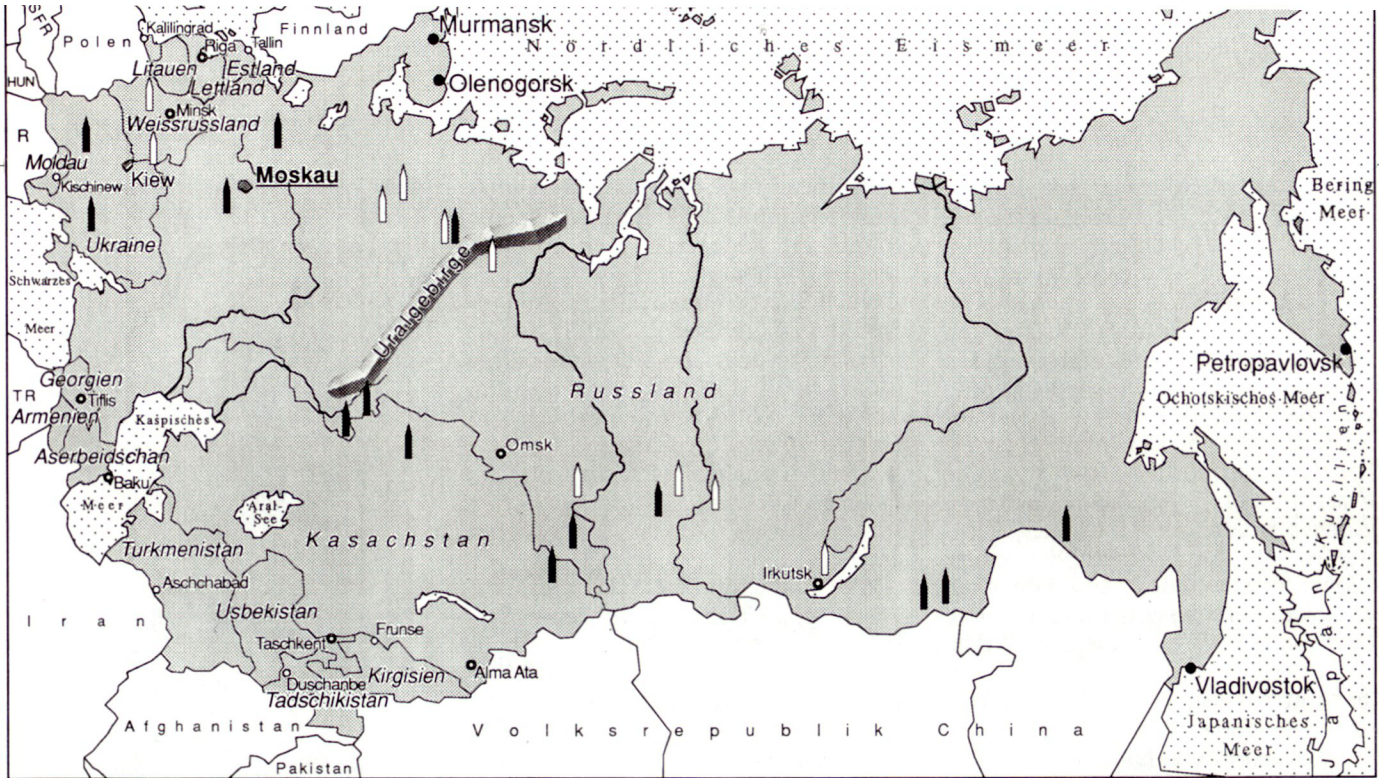 SFR
Kalilingrad
Polen
Riga
Tallin
Finnland
Murmansk
Nördliches Eismeer
Litauen
Estland
Lettland
HUN
Olenogorsk
Minsk
Weissrussland
R
Moldau
Kischinew
Kiew
Moskau
Bering
Meer
Ukraine
Schwarzes
Meer
Uralgebirge
Russland
Petropavlovsk
Ochotskisches Meer
Georgien
Tiflis
TR
Armenien
Kaspisches
Meer
Aserbeidschan
Baku
Omsk
Aral-
See
Kurilien
Kasachstan
Turkmenistan
Aschchabad
Usbekistan
Irkutsk
Iran
Taschkent
Frunse
Kirgisien
Alma Ata
Duschanbe
Tadschikistan
Vladivostok
Afghanistan
Volksrepublik China
Japanisches
Meer
Japan
Pakistan